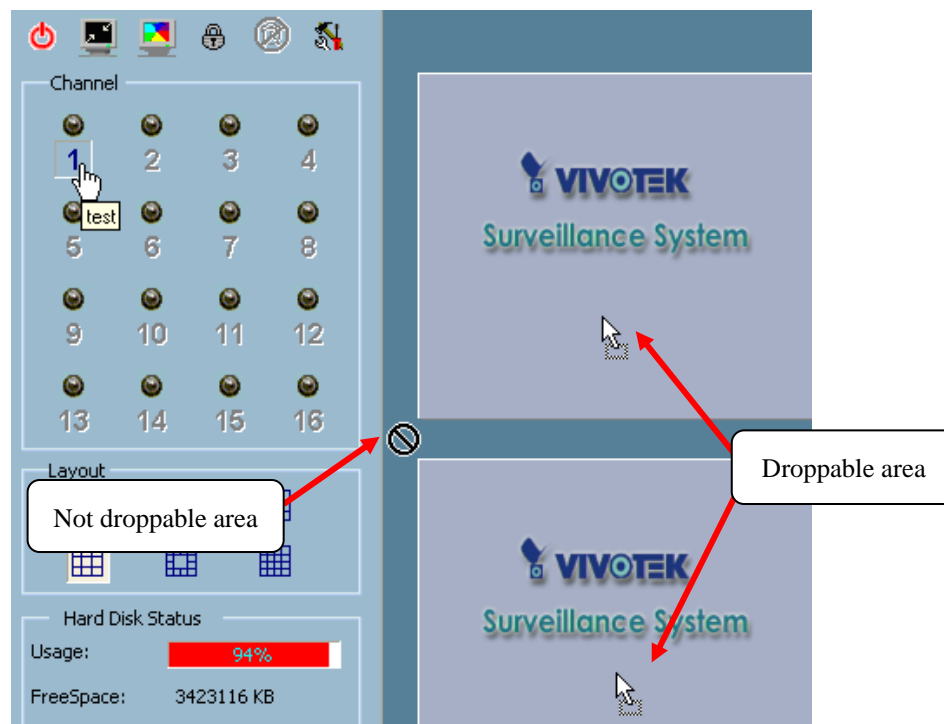 Channel
1 2 3 4
test
5 6 7 8
9 10 11 12
13 14 15 16
Layout
Not droppable area
Hard Disk Status
Usage: 94%
FreeSpace: 3423116 KB
VIVOTEK
Surveillance System
Droppable area
VIVOTEK
Surveillance System